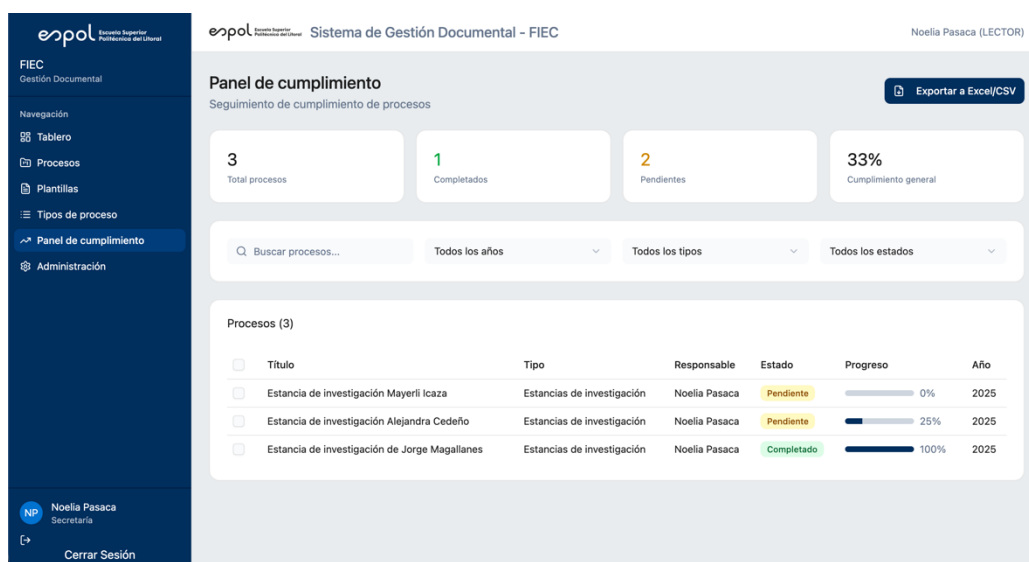 espol Escuela Superior Politécnica del Litoral
FIEC
Gestión Documental
Navegación
Tablero
Procesos
Plantillas
Tipos de proceso
Panel de cumplimiento
Administración
NP
Noelia Pasaca
Secretaría
Cerrar Sesión
espol Escuela Superior Politécnica del Litoral Sistema de Gestión Documental - FIEC
Noelia Pasaca (LECTOR)
Panel de cumplimiento
Seguimiento de cumplimiento de procesos
Exportar a Excel/CSV
3
Total procesos
1
Completados
2
Pendientes
33%
Cumplimiento general
Buscar procesos... Todos los años Todos los tipos Todos los estados
Procesos (3)
Título Tipo Responsable Estado Progreso Año
Estancia de investigación Mayerli Icaza Estancias de investigación Noelia Pasaca Pendiente 0% 2025
Estancia de investigación Alejandra Cedeño Estancias de investigación Noelia Pasaca Pendiente 25% 2025
Estancia de investigación de Jorge Magallanes Estancias de investigación Noelia Pasaca Completado 100% 2025